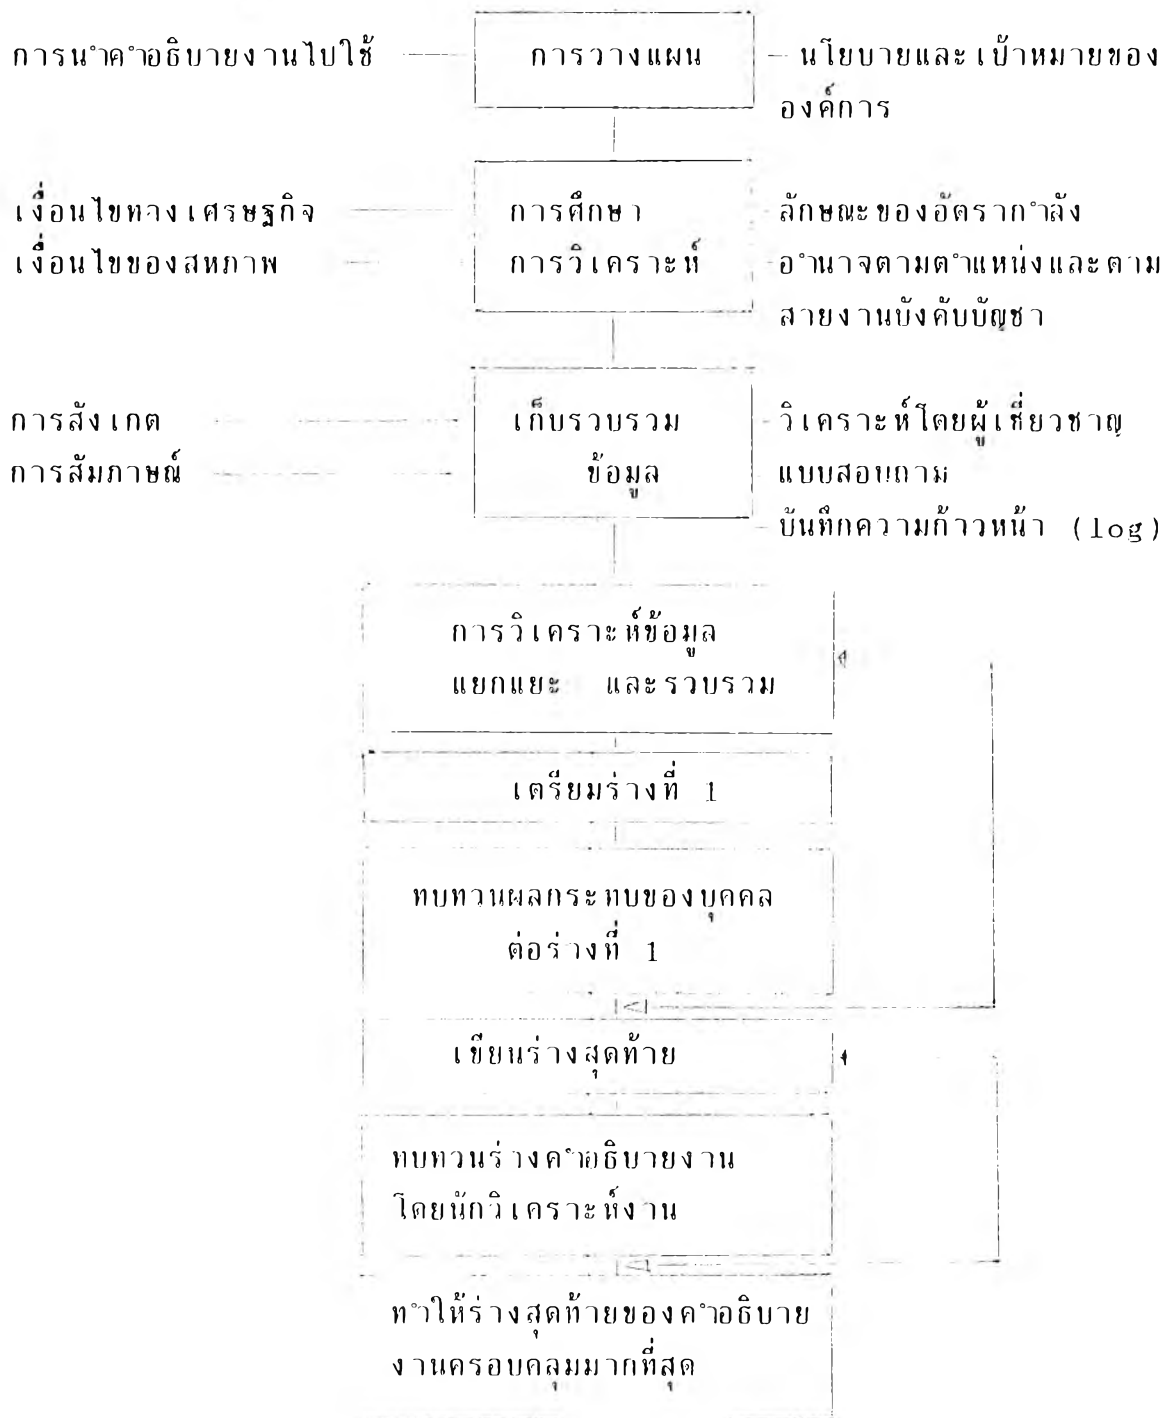 การนำคำอธิบายงานไปใช้
การวางแผน
นโยบายและเป้าหมายของ
องค์การ
เงื่อนไขทางเศรษฐกิจ
เงื่อนไขของสหภาพ
การศึกษา
การวิเคราะห์
ลักษณะของอัตรากำลัง
อำนาจตามตำแหน่งและตาม
สายงานบังคับบัญชา
การสังเกต
การสัมภาษณ์
เก็บรวบรวม
ข้อมูล
วิเคราะห์โดยผู้เชี่ยวชาญ
แบบสอบถาม
บันทึกความก้าวหน้า (log)
การวิเคราะห์ข้อมูล
แยกแยะ และรวบรวม
เตรียมร่างที่ 1
ทบทวนผลกระทบของบุคคล
ต่อร่างที่ 1
เขียนร่างสุดท้าย
ทบทวนร่างคำอธิบายงาน
โดยนักวิเคราะห์งาน
ทำให้ร่างสุดท้ายของคำอธิบาย
งานครอบคลุมมากที่สุด